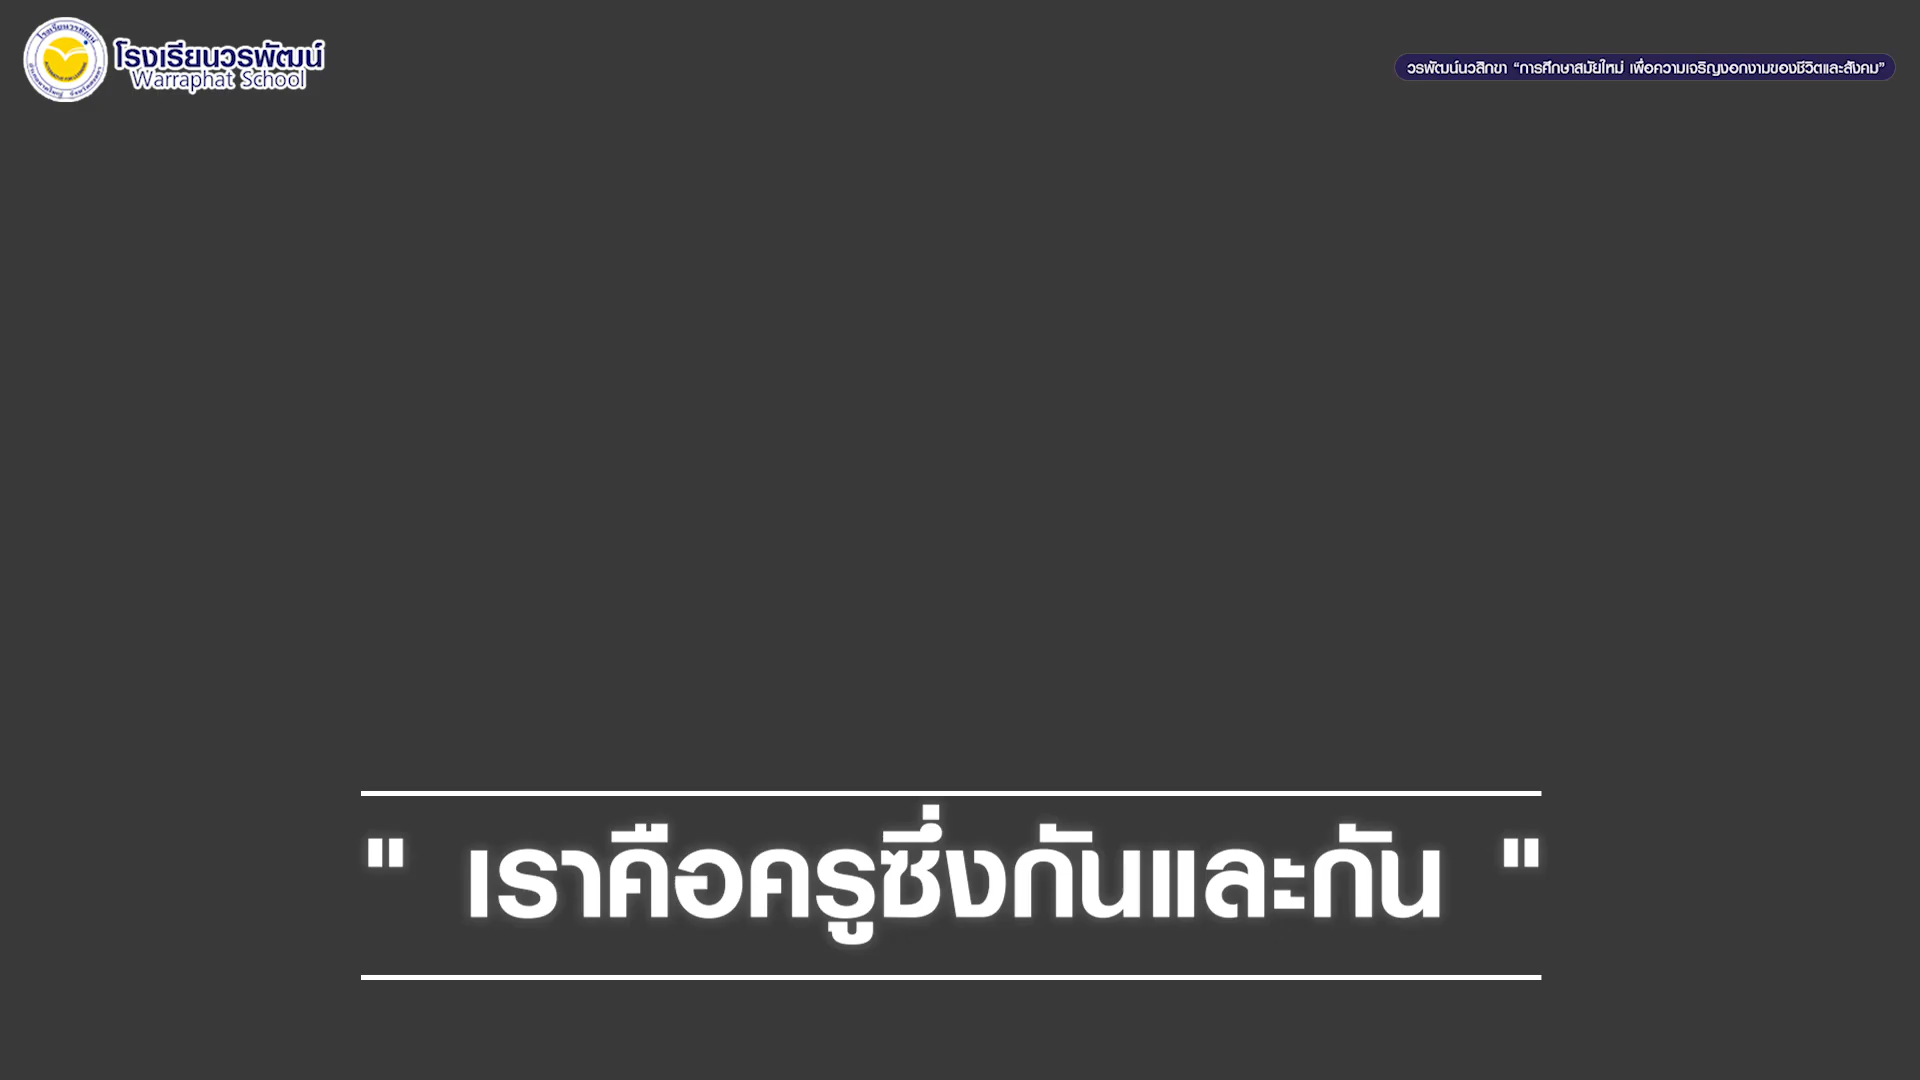 โรงเรียนวรพัฒน์
Warraphat School
วรพัฒน์นวสิกขา “การศึกษาสมัยใหม่ เพื่อความเจริญงอกงามของชีวิตและสังคม”
" เราคือครูซึ่งกันและกัน "